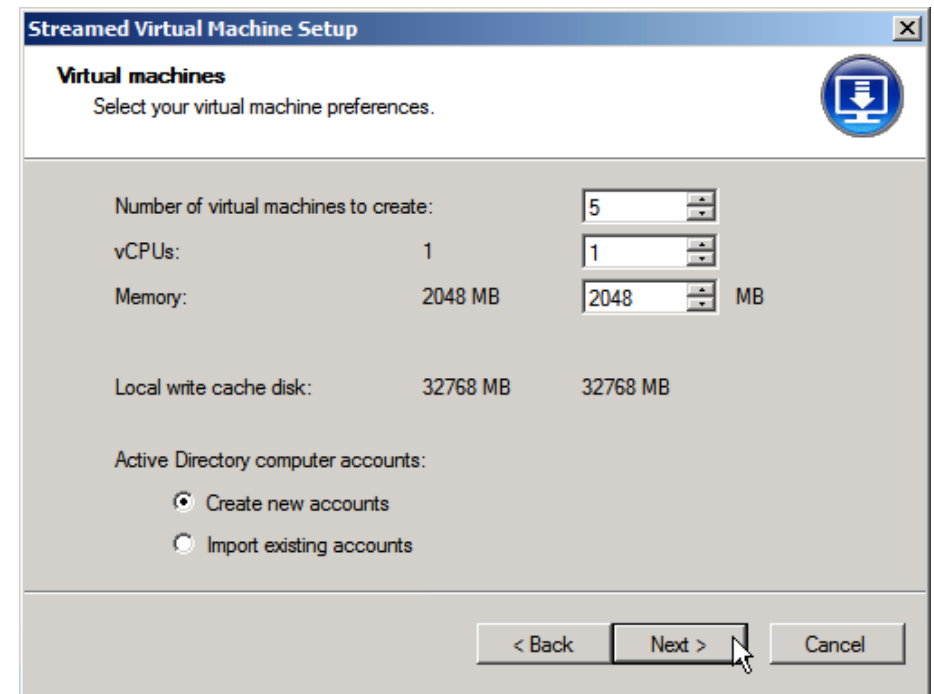 Streamed Virtual Machine Setup
Virtual machines
Select your virtual machine preferences.
Number of virtual machines to create: 5
vCPUs: 1 1
Memory: 2048 MB 2048 MB
Local write cache disk: 32768 MB 32768 MB
Active Directory computer accounts:
Create new accounts
Import existing accounts
< Back Next > Cancel